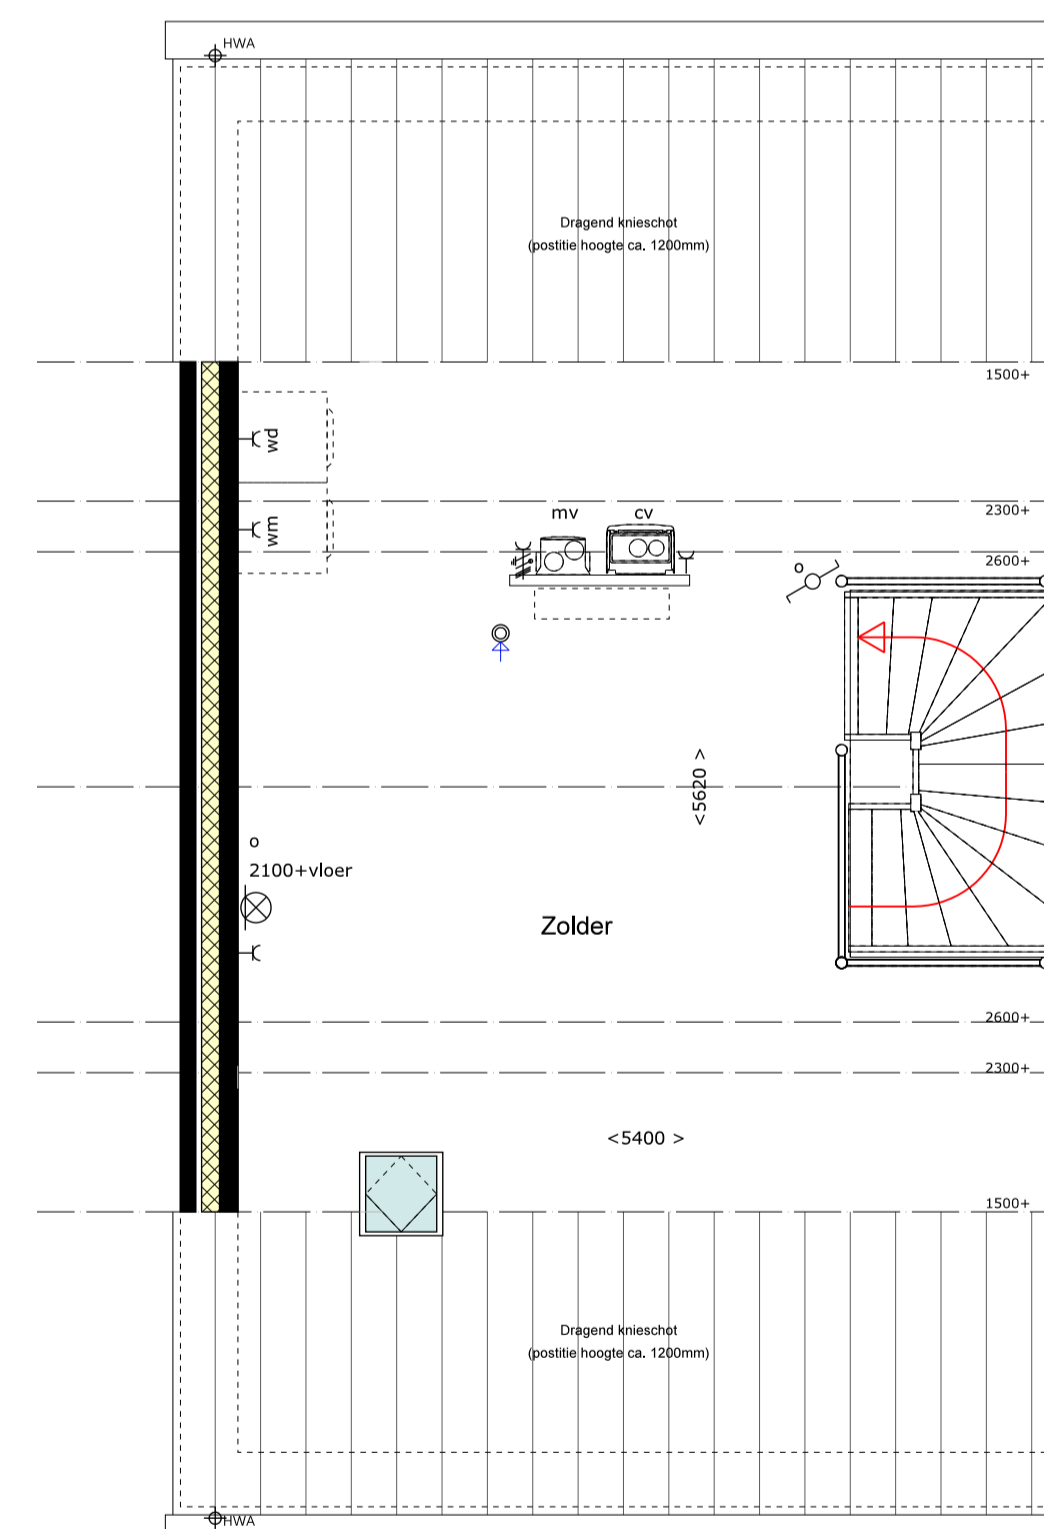 HWA
Dragend knieschot
(postitie hoogte ca. 1200mm)
1500+
wd
2300+
wm
mv
cv
2600+
o
<5620 >
o
2100+vloer
Zolder
2600+
2300+
<5400 >
1500+
Dragend knieschot
(postitie hoogte ca. 1200mm)
HWA